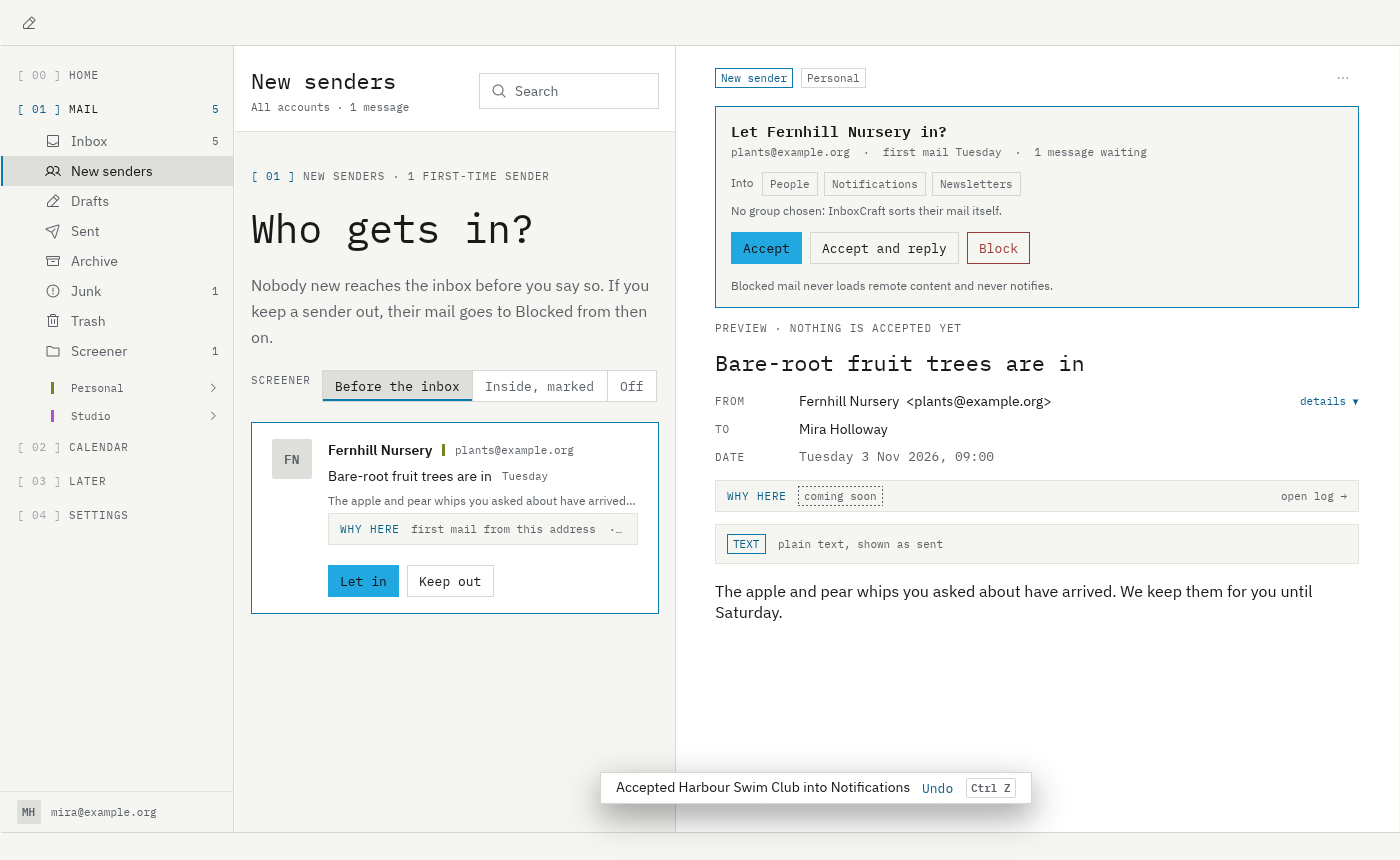 [ 00 ] HOME
[ 01 ] MAIL 5
Inbox 5
New senders
Drafts
Sent
Archive
Junk 1
Trash
Screener 1
Personal
Studio
[ 02 ] CALENDAR
[ 03 ] LATER
[ 04 ] SETTINGS
MH mira@example.org
New senders
All accounts · 1 message
Search
[ 01 ] NEW SENDERS · 1 FIRST-TIME SENDER
Who gets in?
Nobody new reaches the inbox before you say so. If you
keep a sender out, their mail goes to Blocked from then
on.
SCREENER Before the inbox Inside, marked Off
FN
Fernhill Nursery plants@example.org
Bare-root fruit trees are in Tuesday
The apple and pear whips you asked about have arrived…
WHY HERE first mail from this address ·…
Let in Keep out
New sender Personal ···
Let Fernhill Nursery in?
plants@example.org · first mail Tuesday · 1 message waiting
Into People Notifications Newsletters
No group chosen: InboxCraft sorts their mail itself.
Accept Accept and reply Block
Blocked mail never loads remote content and never notifies.
PREVIEW · NOTHING IS ACCEPTED YET
Bare-root fruit trees are in
FROM Fernhill Nursery <plants@example.org> details ▾
TO Mira Holloway
DATE Tuesday 3 Nov 2026, 09:00
WHY HERE coming soon open log →
TEXT plain text, shown as sent
The apple and pear whips you asked about have arrived. We keep them for you until
Saturday.
Accepted Harbour Swim Club into Notifications Undo Ctrl Z